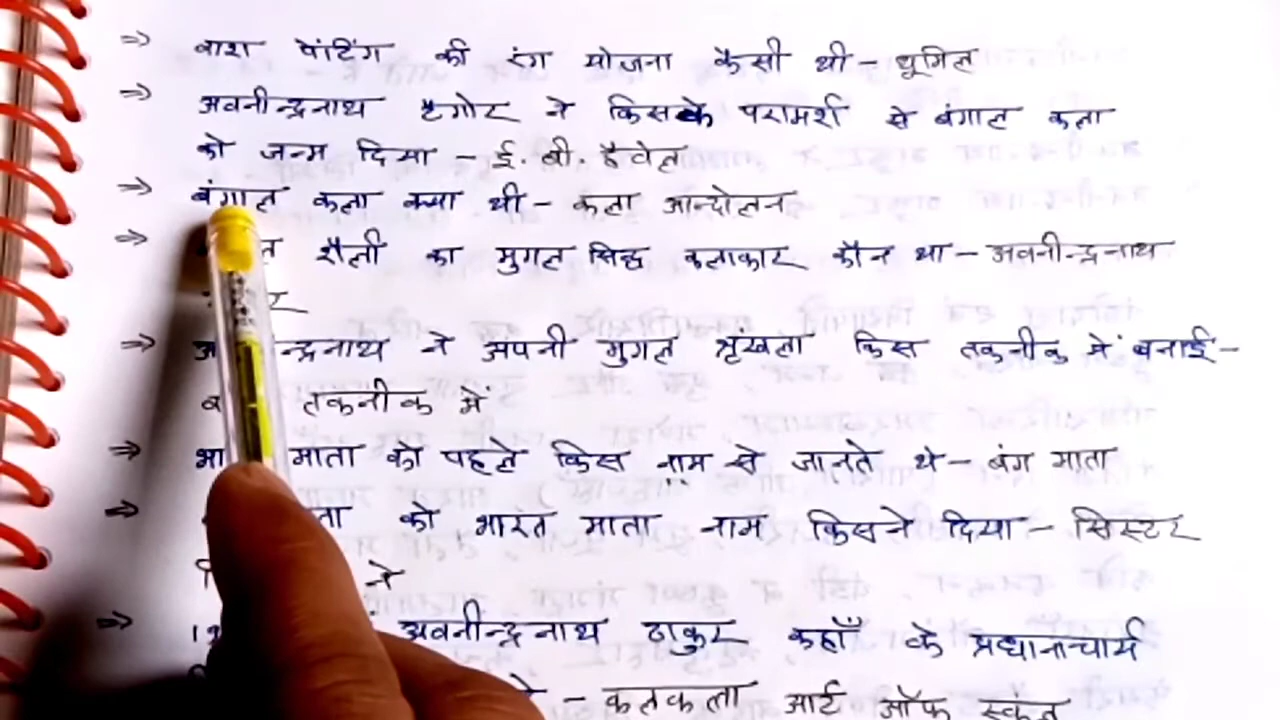 ⇒ वाश पेंटिंग की रंग योजना कैसी थी - धूमिल
⇒ अवनीन्द्रनाथ टैगोर ने किसके परामर्श से बंगाल कला
को जन्म दिया - ई. बी. हैवेल
⇒ बंगाल कला क्या थी - कला आन्दोलन
⇒ शैली का मुगल सिद्ध कलाकार कौन था - अवनीन्द्रनाथ
⇒ ने अपनी मुगल श्रृंखला किस तकनीक में बनाई -
तकनीक में
⇒ माता को पहले किस नाम से जानते थे - बंग माता
⇒ को भारत माता नाम किसने दिया - सिस्टर
ने
⇒ अवनीन्द्रनाथ ठाकुर कहाँ के प्रधानाचार्य
- कलकत्ता आर्ट ऑफ स्कूल